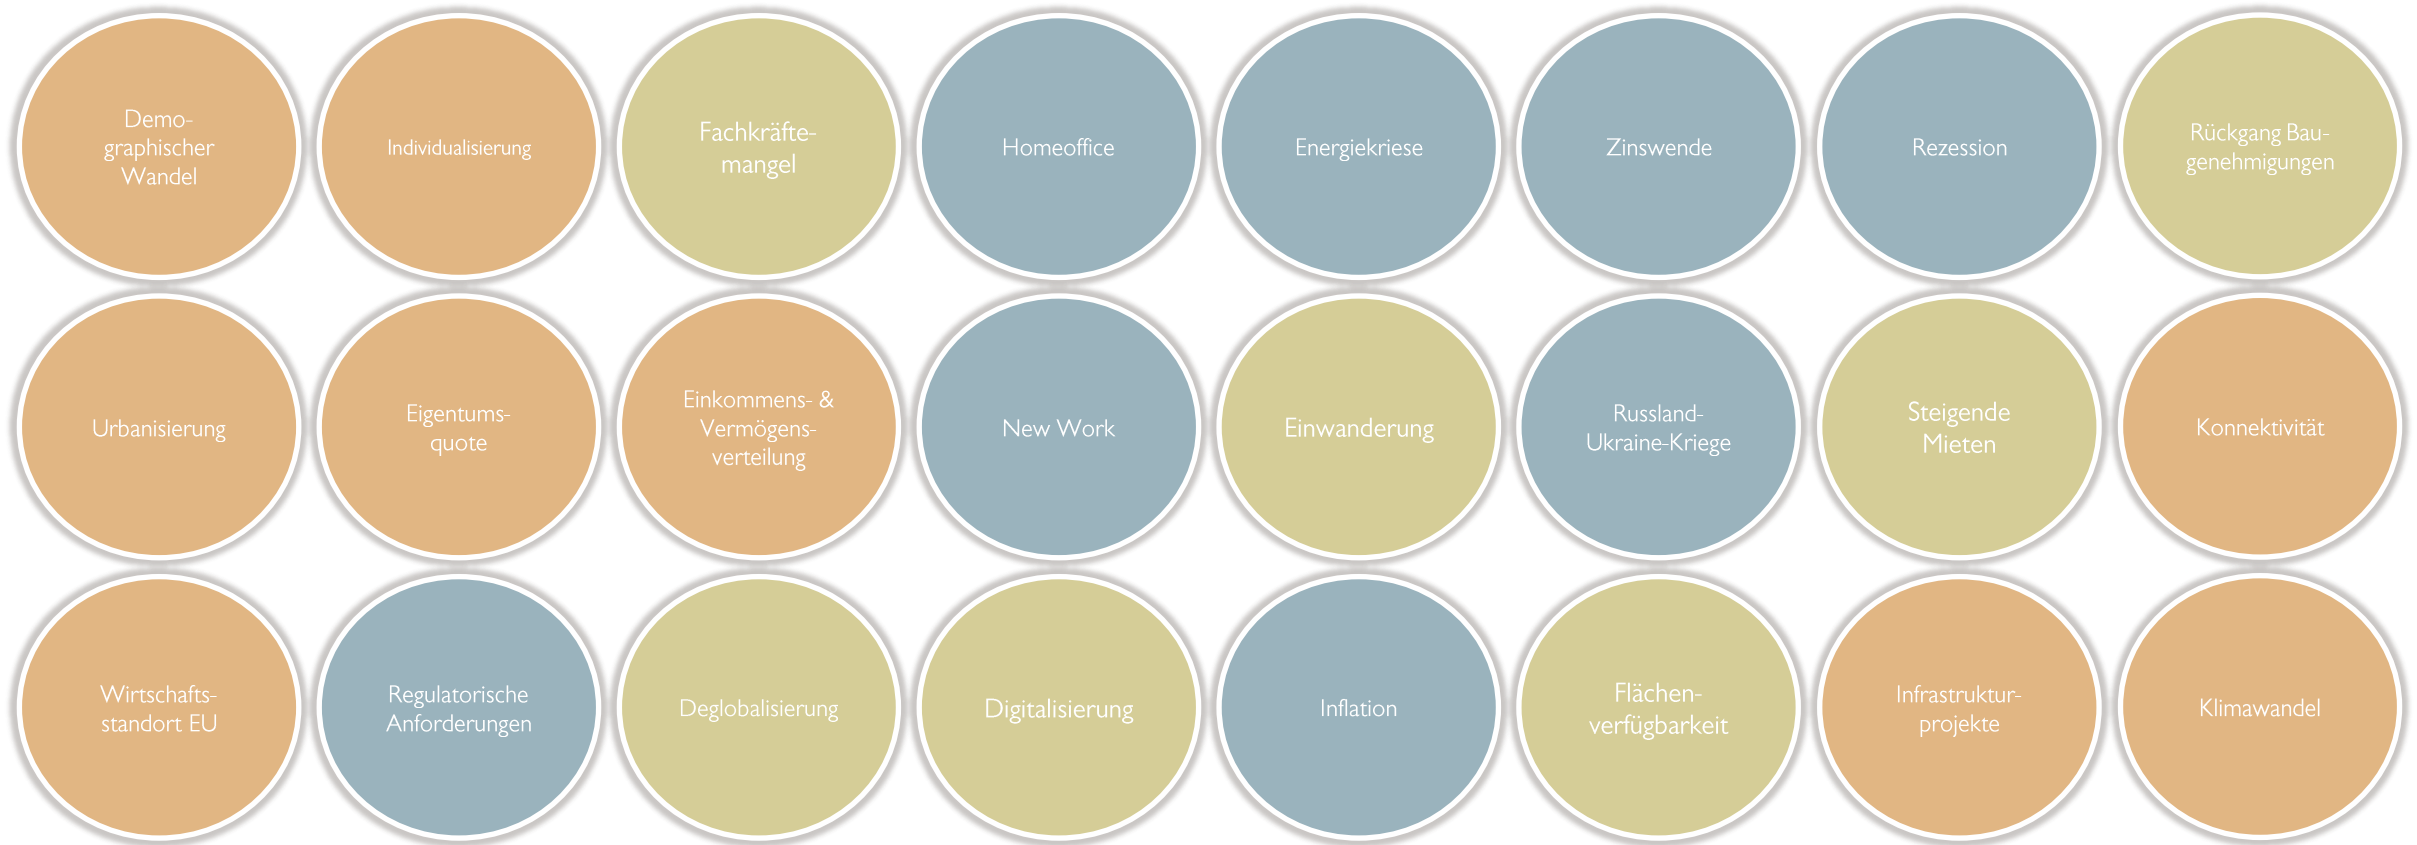 Demo-
graphischer
Wandel
Individualisierung
Fachkräfte-
mangel
Homeoffice
Energiekriese
Zinswende
Rezession
Rückgang Bau-
genehmigungen
Urbanisierung
Eigentums-
quote
Einkommens- &
Vermögens-
verteilung
New Work
Einwanderung
Russland-
Ukraine-Kriege
Steigende
Mieten
Konnektivität
Wirtschafts-
standort EU
Regulatorische
Anforderungen
Deglobalisierung
Digitalisierung
Inflation
Flächen-
verfügbarkeit
Infrastruktur-
projekte
Klimawandel